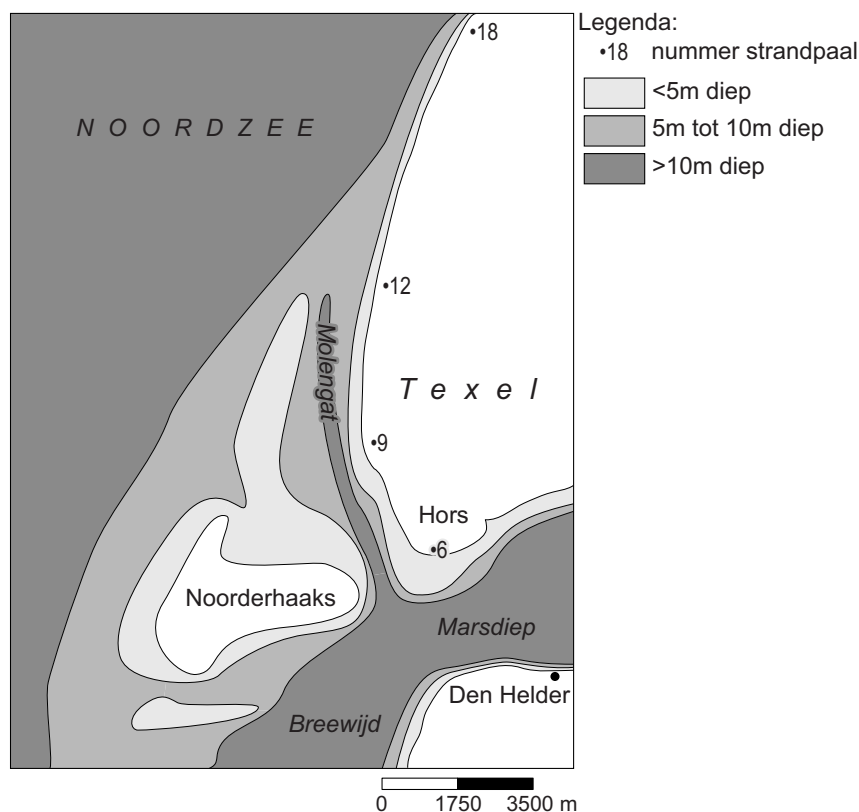 •18
N O O R D Z E E
•12
Molengat
T e x e l
•9
Hors
•6
Noorderhaaks
Marsdiep
Den Helder
Breewijd
Legenda:
•18 nummer strandpaal
<5m diep
5m tot 10m diep
>10m diep
0 1750 3500 m